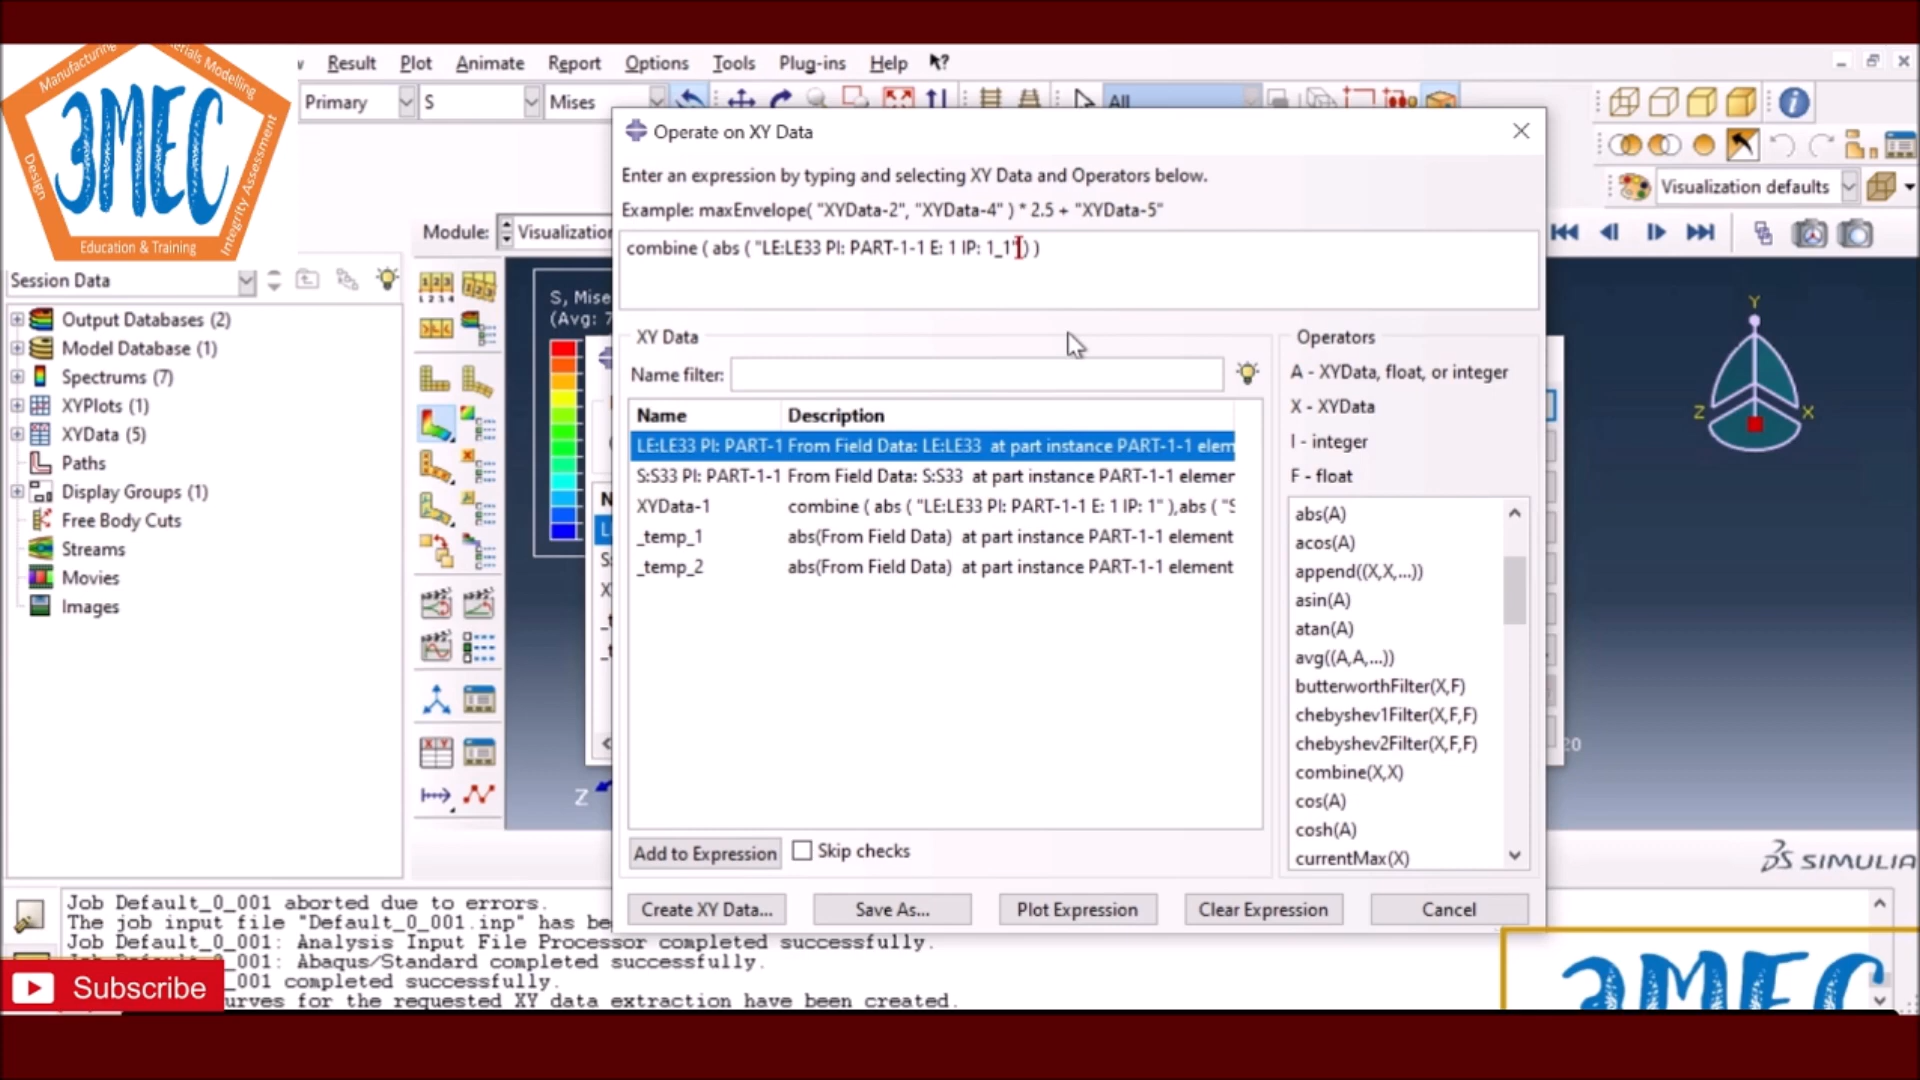 Manufacturing
Materials Modelling
3MEC
Design
Integrity Assessment
Education & Training
Result Plot Animate Report Options Tools Plug-ins Help
Primary S Mises All
Visualization defaults
Module: Visualization
Session Data
Output Databases (2)
Model Database (1)
Spectrums (7)
XYPlots (1)
XYData (5)
Paths
Display Groups (1)
Free Body Cuts
Streams
Movies
Images
S, Mise
(Avg: 7
Operate on XY Data
Enter an expression by typing and selecting XY Data and Operators below.
Example: maxEnvelope( "XYData-2", "XYData-4" ) * 2.5 + "XYData-5"
combine ( abs ( "LE:LE33 PI: PART-1-1 E: 1 IP: 1_1" ) )
XY Data
Name filter:
Name Description
LE:LE33 PI: PART-1 From Field Data: LE:LE33 at part instance PART-1-1 elem
S:S33 PI: PART-1-1 From Field Data: S:S33 at part instance PART-1-1 elemer
XYData-1 combine ( abs ( "LE:LE33 PI: PART-1-1 E: 1 IP: 1" ),abs ( "S
_temp_1 abs(From Field Data) at part instance PART-1-1 element
_temp_2 abs(From Field Data) at part instance PART-1-1 element
Add to Expression Skip checks
Operators
A - XYData, float, or integer
X - XYData
I - integer
F - float
abs(A)
acos(A)
append((X,X,...))
asin(A)
atan(A)
avg((A,A,...))
butterworthFilter(X,F)
chebyshev1Filter(X,F,F)
chebyshev2Filter(X,F,F)
combine(X,X)
cos(A)
cosh(A)
currentMax(X)
Create XY Data... Save As... Plot Expression Clear Expression Cancel
Y
Z X
20
Z
SIMULIA
Job Default_0_001 aborted due to errors.
The job input file "Default_0_001.inp" has be
Job Default_0_001: Analysis Input File Processor completed successfully.
_0_001: Abaqus/Standard completed successfully.
_001 completed successfully.
urves for the requested XY data extraction have been created.
Subscribe
3MEC